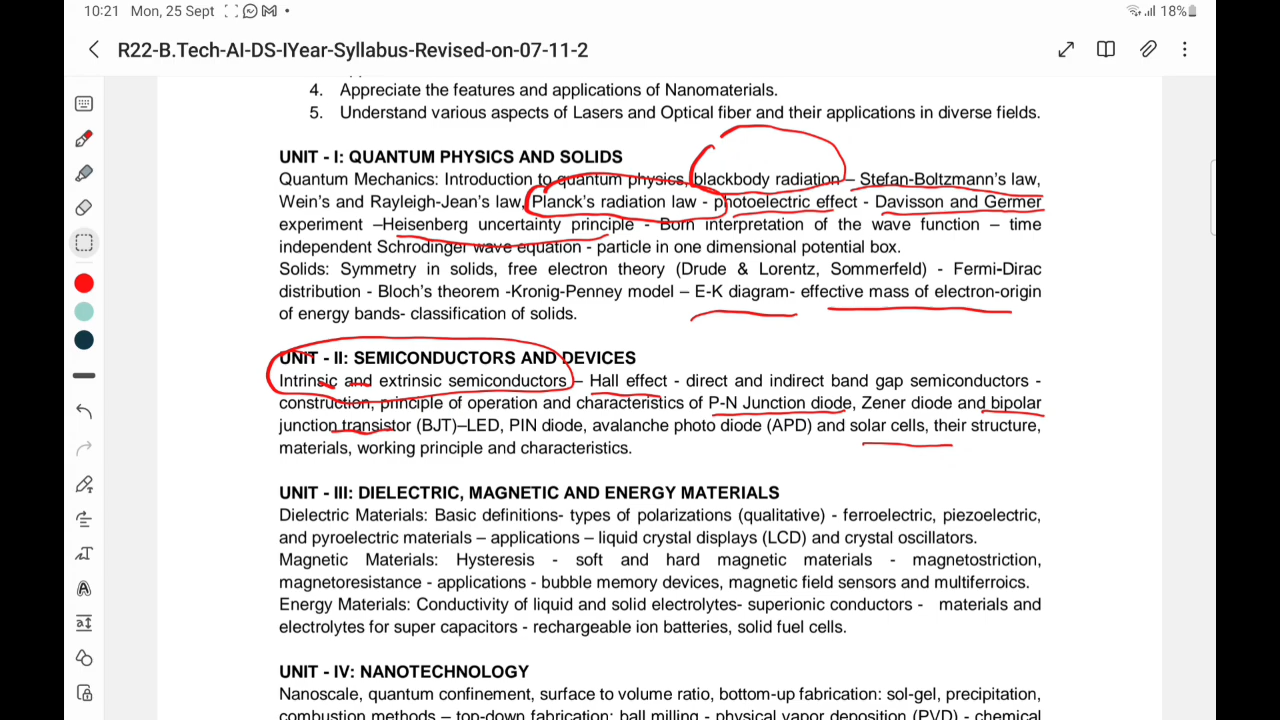 10:21 Mon, 25 Sept
18%
R22-B.Tech-AI-DS-IYear-Syllabus-Revised-on-07-11-2
4. Appreciate the features and applications of Nanomaterials.
5. Understand various aspects of Lasers and Optical fiber and their applications in diverse fields.
UNIT - I: QUANTUM PHYSICS AND SOLIDS
Quantum Mechanics: Introduction to quantum physics, blackbody radiation – Stefan-Boltzmann's law,
Wein's and Rayleigh-Jean's law, Planck's radiation law - photoelectric effect - Davisson and Germer
experiment –Heisenberg uncertainty principle - Born interpretation of the wave function – time
independent Schrodinger wave equation - particle in one dimensional potential box.
Solids: Symmetry in solids, free electron theory (Drude & Lorentz, Sommerfeld) - Fermi-Dirac
distribution - Bloch's theorem -Kronig-Penney model – E-K diagram- effective mass of electron-origin
of energy bands- classification of solids.
UNIT - II: SEMICONDUCTORS AND DEVICES
Intrinsic and extrinsic semiconductors – Hall effect - direct and indirect band gap semiconductors -
construction, principle of operation and characteristics of P-N Junction diode, Zener diode and bipolar
junction transistor (BJT)–LED, PIN diode, avalanche photo diode (APD) and solar cells, their structure,
materials, working principle and characteristics.
UNIT - III: DIELECTRIC, MAGNETIC AND ENERGY MATERIALS
Dielectric Materials: Basic definitions- types of polarizations (qualitative) - ferroelectric, piezoelectric,
and pyroelectric materials – applications – liquid crystal displays (LCD) and crystal oscillators.
Magnetic Materials: Hysteresis - soft and hard magnetic materials - magnetostriction,
magnetoresistance - applications - bubble memory devices, magnetic field sensors and multiferroics.
Energy Materials: Conductivity of liquid and solid electrolytes- superionic conductors - materials and
electrolytes for super capacitors - rechargeable ion batteries, solid fuel cells.
UNIT - IV: NANOTECHNOLOGY
Nanoscale, quantum confinement, surface to volume ratio, bottom-up fabrication: sol-gel, precipitation,
combustion methods – top-down fabrication: ball milling - physical vapor deposition (PVD) - chemical